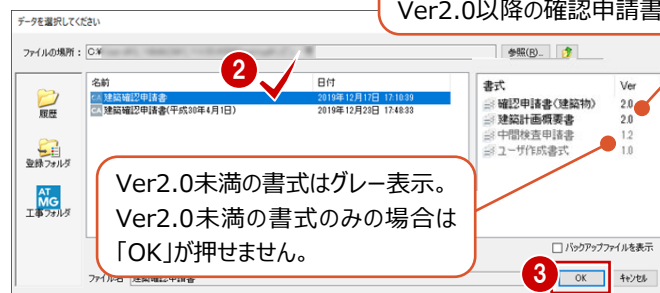 Ver2.0以降の確認申請書
データを選択してください
ファイルの場所： C:¥
参照(R)...
2
名前
日付
建築確認申請書
2019年12月17日 17:10:39
建築確認申請書(平成30年4月1日)
2019年12月23日 17:48:33
書式
Ver
確認申請書(建築物)
2.0
建築計画概要書
2.0
中間検査申請書
1.2
ユーザ作成書式
1.0
履歴
登録フォルダ
AT
MG
工事フォルダ
Ver2.0未満の書式はグレー表示。
Ver2.0未満の書式のみの場合は
「OK」が押せません。
バックアップファイルを表示
ファイル名
建築確認申請書
3
OK
キャンセル